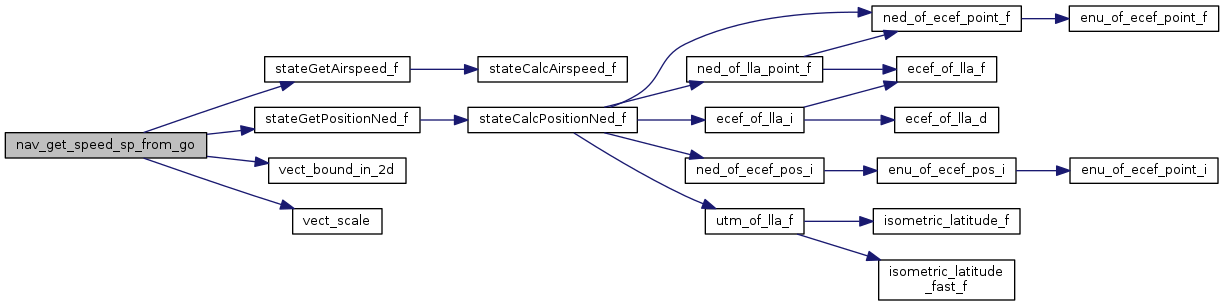 nav_get_speed_sp_from_go
stateGetAirspeed_f
stateCalcAirspeed_f
stateGetPositionNed_f
stateCalcPositionNed_f
ned_of_ecef_point_f
enu_of_ecef_point_f
ned_of_lla_point_f
ecef_of_lla_f
ecef_of_lla_i
ecef_of_lla_d
ned_of_ecef_pos_i
enu_of_ecef_pos_i
enu_of_ecef_point_i
utm_of_lla_f
isometric_latitude_f
isometric_latitude
_fast_f
vect_bound_in_2d
vect_scale